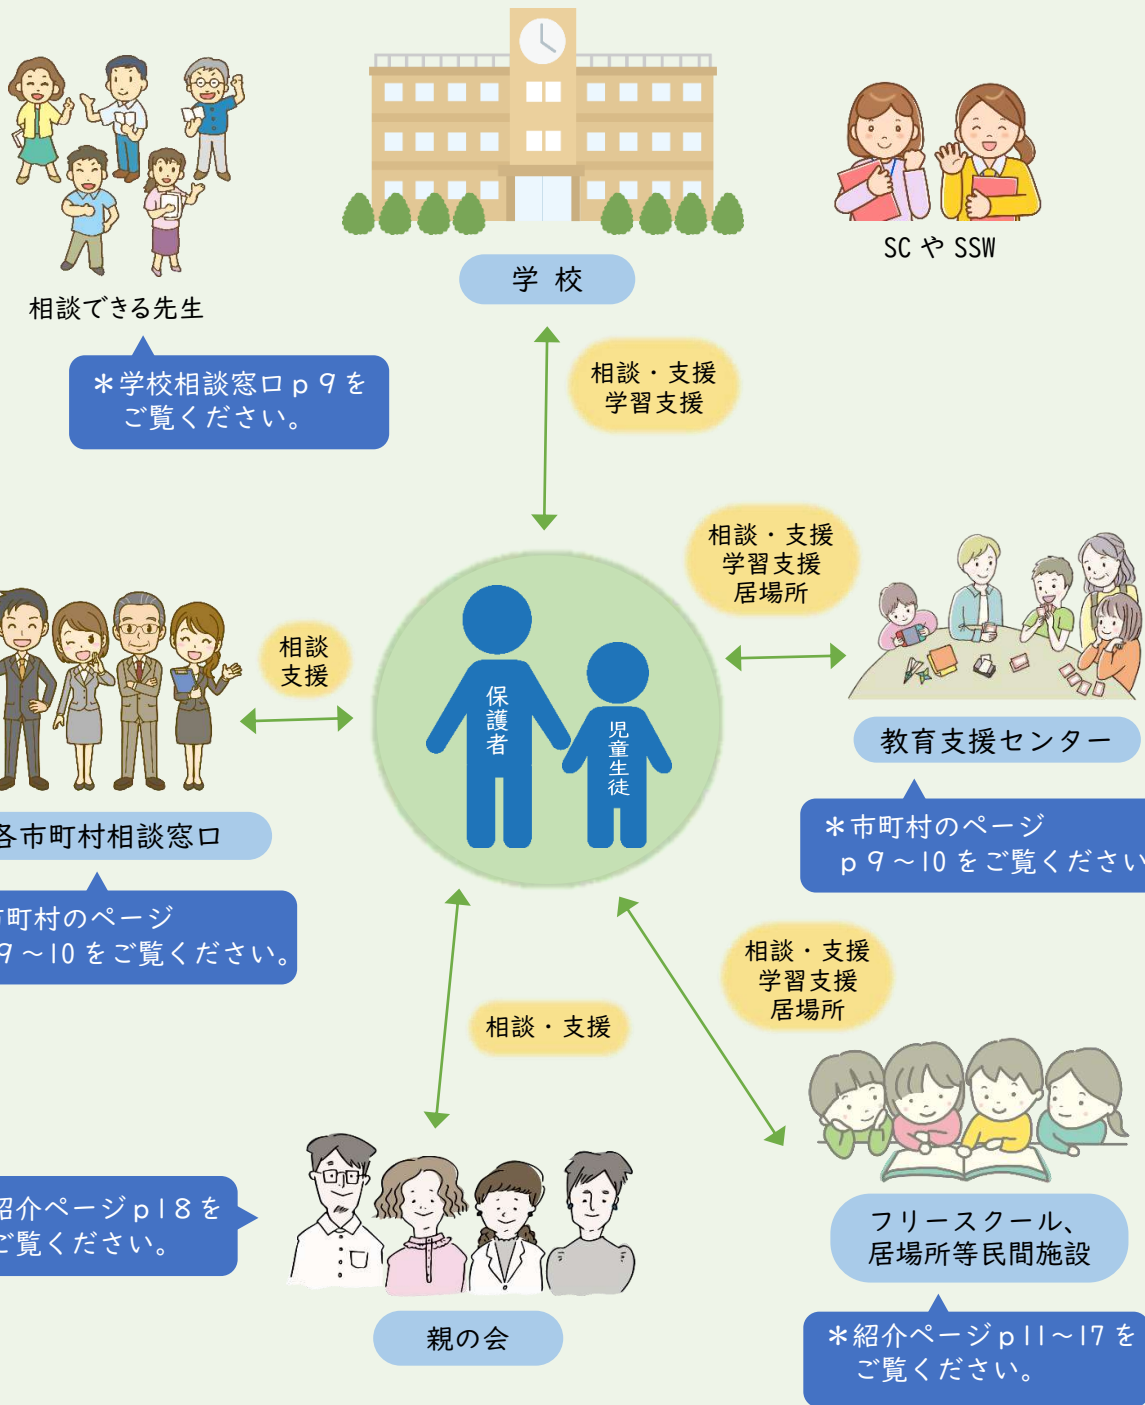 相談できる先生
学校
SC や SSW
*学校相談窓口p9を
ご覧ください。
相談・支援
学習支援
相談・支援
学習支援
居場所
教育支援センター
*市町村のページ
p9~10をご覧ください
相談
支援
保護者
児童生徒
各市町村相談窓口
市町村のページ
9~10をご覧ください。
相談・支援
相談・支援
学習支援
居場所
紹介ページp18を
ご覧ください。
親の会
フリースクール、
居場所等民間施設
*紹介ページp11~17を
ご覧ください。